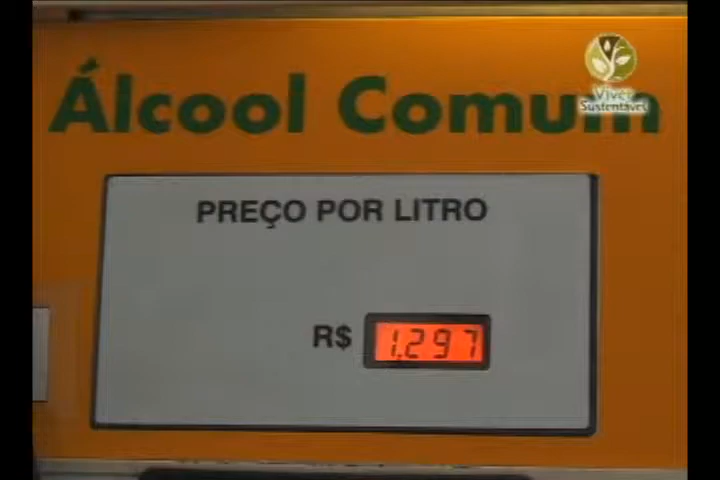 Álcool Comum
Viver
Sustentável
PREÇO POR LITRO
R$ 1,297